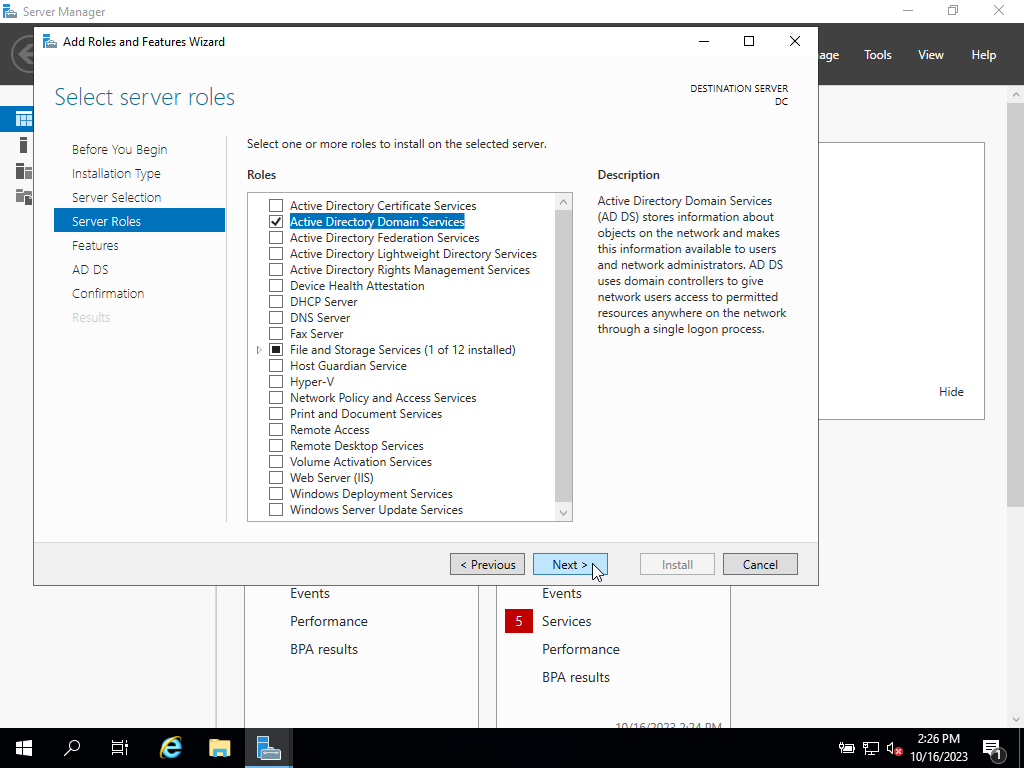 Server Manager
Add Roles and Features Wizard
Tools
View
Help
Select server roles
DESTINATION SERVER
DC
Before You Begin
Installation Type
Server Selection
Server Roles
Features
AD DS
Confirmation
Results
Select one or more roles to install on the selected server.
Roles
Active Directory Certificate Services
Active Directory Domain Services
Active Directory Federation Services
Active Directory Lightweight Directory Services
Active Directory Rights Management Services
Device Health Attestation
DHCP Server
DNS Server
Fax Server
File and Storage Services (1 of 12 installed)
Host Guardian Service
Hyper-V
Network Policy and Access Services
Print and Document Services
Remote Access
Remote Desktop Services
Volume Activation Services
Web Server (IIS)
Windows Deployment Services
Windows Server Update Services
Description
Active Directory Domain Services
(AD DS) stores information about
objects on the network and makes
this information available to users
and network administrators. AD DS
uses domain controllers to give
network users access to permitted
resources anywhere on the network
through a single logon process.
Hide
< Previous
Next >
Install
Cancel
Events
Performance
BPA results
Events
5 Services
Performance
BPA results
10/16/2023 2:24 PM
2:26 PM
10/16/2023
1